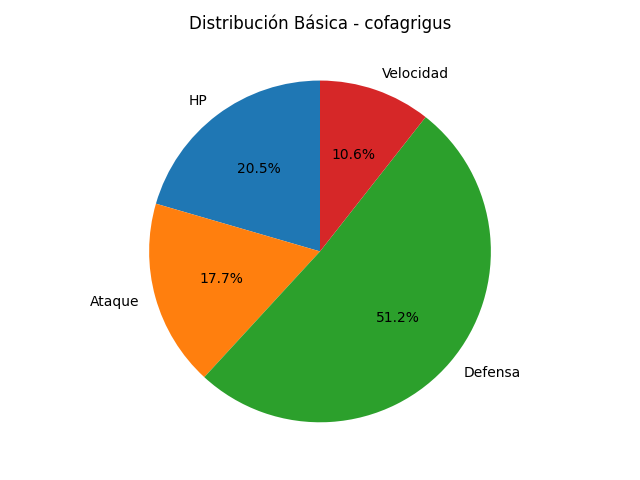 Distribución Básica - cofagrigus
Velocidad
HP
10.6%
20.5%
17.7%
Ataque
51.2%
Defensa